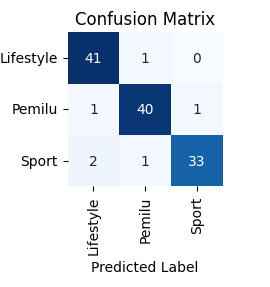 Confusion Matrix
Lifestyle 41 1 0
Pemilu 1 40 1
Sport 2 1 33
Lifestyle Pemilu Sport
Predicted Label